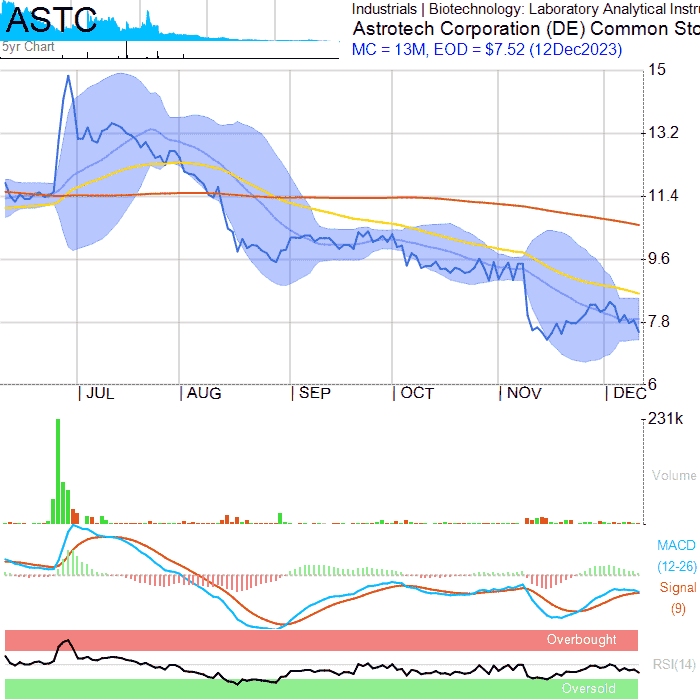 ASTC
5yr Chart
Industrials | Biotechnology: Laboratory Analytical Instru
Astrotech Corporation (DE) Common Sto
MC = 13M, EOD = $7.52 (12Dec2023)
15
13.2
11.4
9.6
7.8
6
| JUL | AUG | SEP | OCT | NOV | DEC
231k
Volume
MACD
(12-26)
Signal
(9)
Overbought
RSI(14)
Oversold